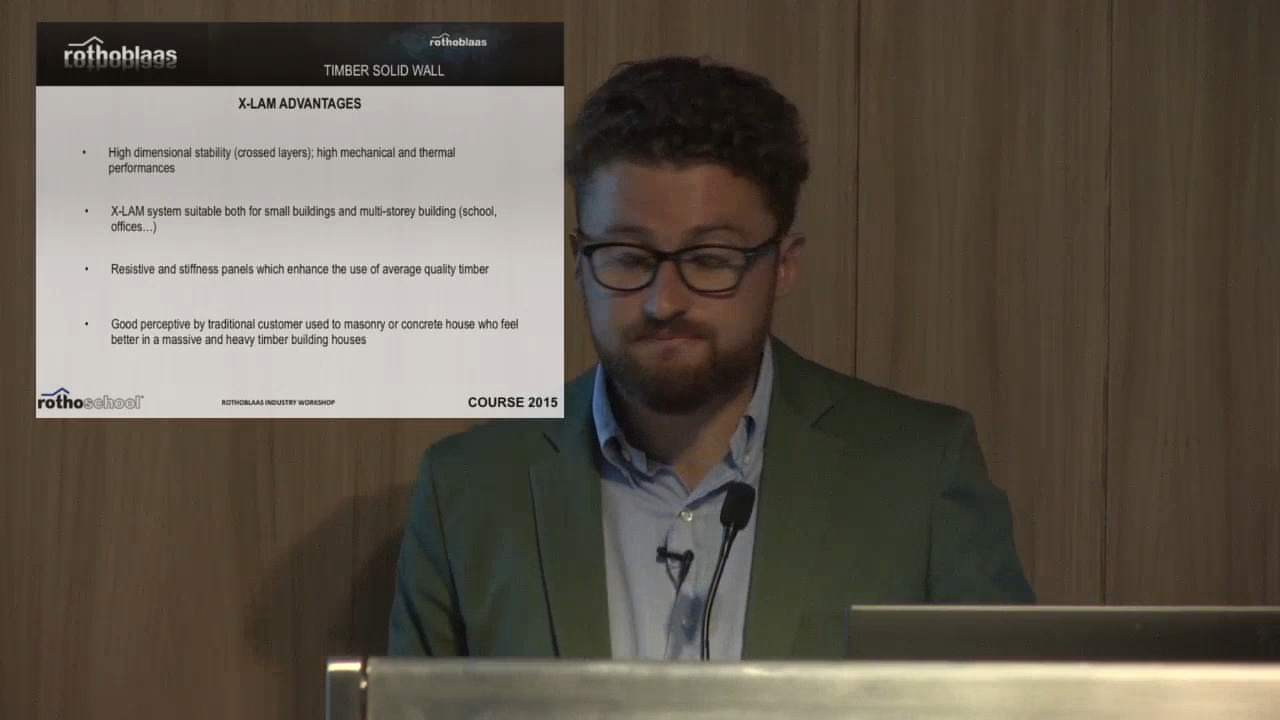 rothoblaas
rothoblaas
TIMBER SOLID WALL
X-LAM ADVANTAGES
• High dimensional stability (crossed layers); high mechanical and thermal
performances
• X-LAM system suitable both for small buildings and multi-storey building (school,
offices…)
• Resistive and stiffness panels which enhance the use of average quality timber
• Good perceptive by traditional customer used to masonry or concrete house who feel
better in a massive and heavy timber building houses
rothoschool
ROTHOBLAAS INDUSTRY WORKSHOP
COURSE 2015